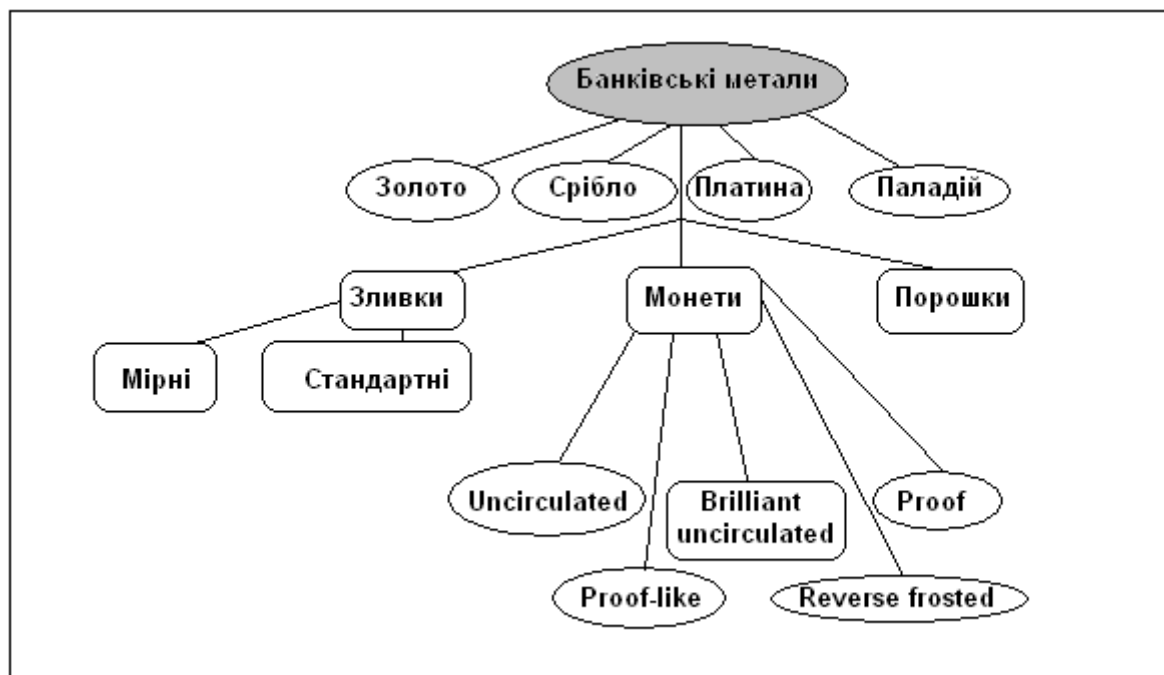 Банківські метали
Золото
Срібло
Платина
Паладій
Зливки
Монети
Порошки
Мірні
Стандартні
Uncirculated
Brilliant
uncirculated
Proof
Proof-like
Reverse frosted